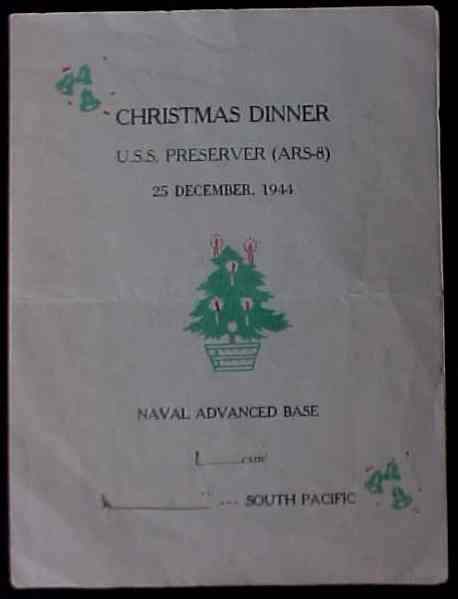 CHRISTMAS DINNER
U.S.S. PRESERVER (ARS-8)
25 DECEMBER, 1944
NAVAL ADVANCED BASE
SOUTH PACIFIC